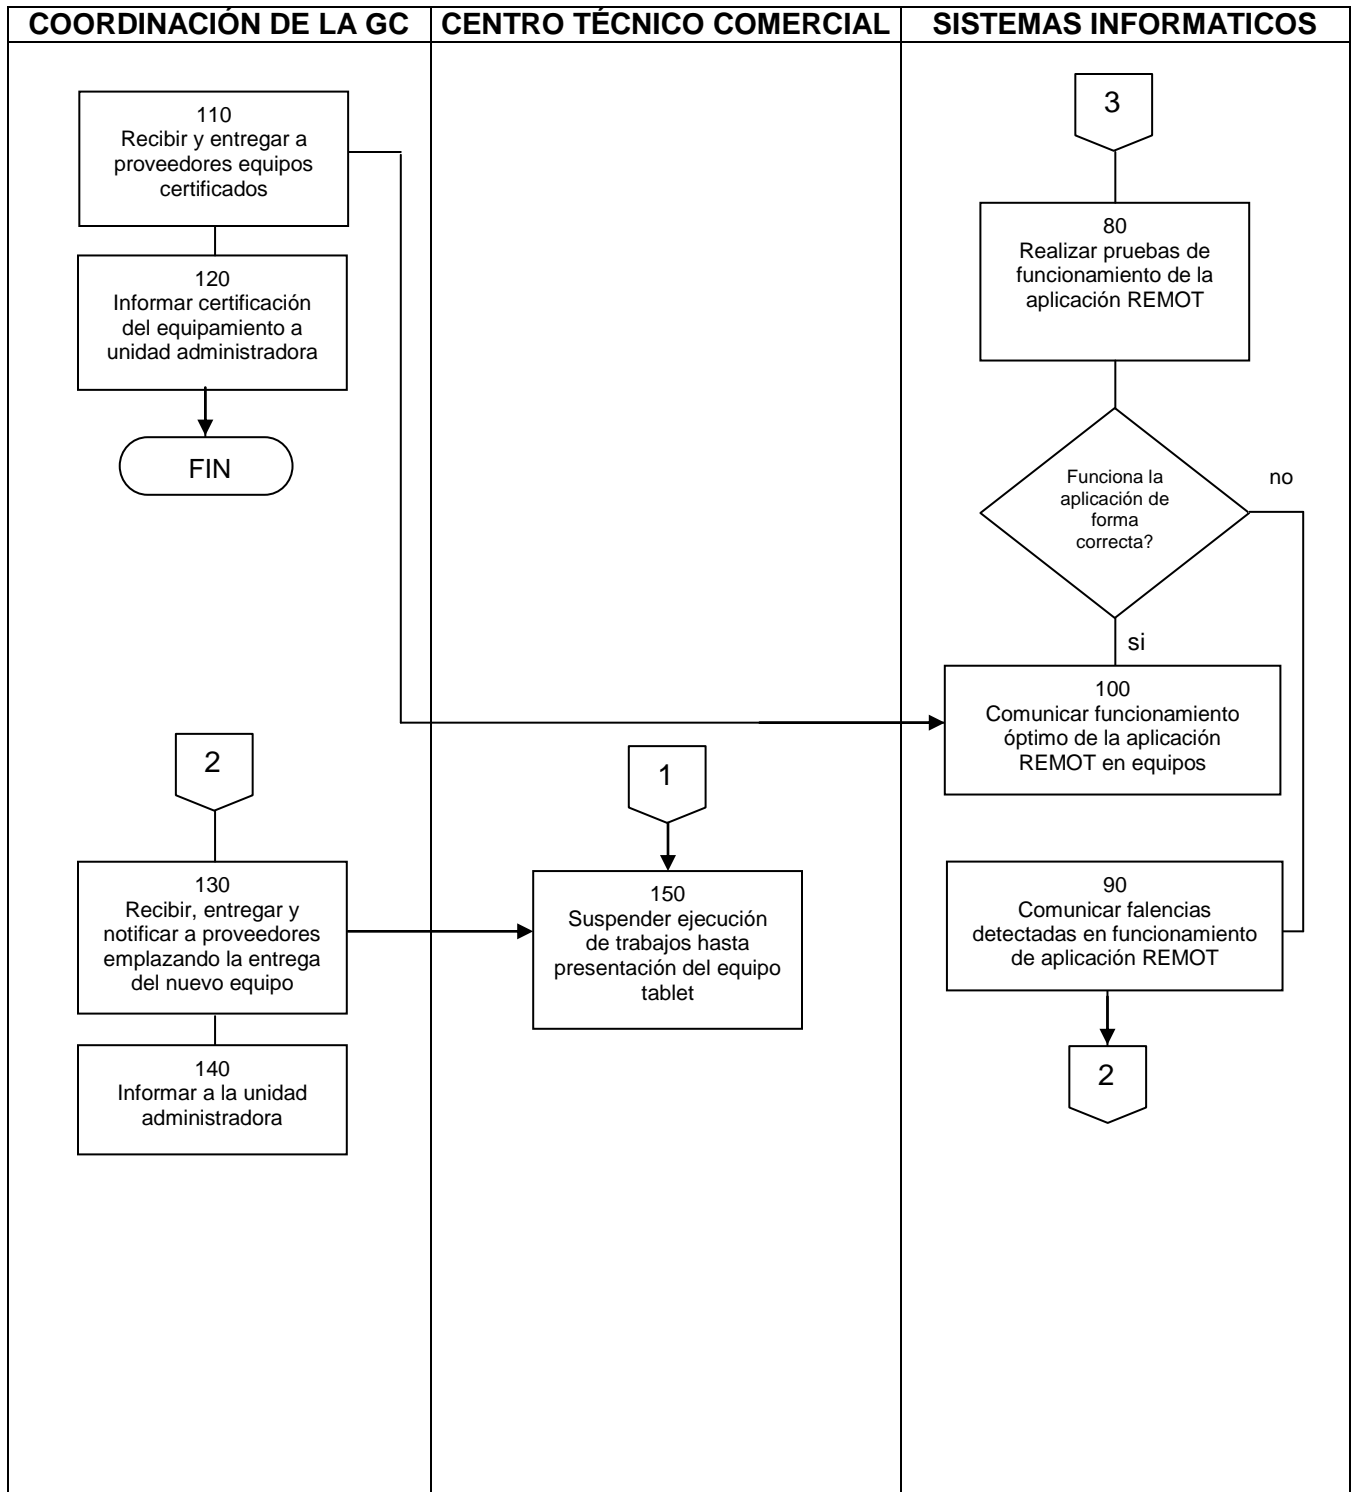 COORDINACIÓN DE LA GC
CENTRO TÉCNICO COMERCIAL
SISTEMAS INFORMATICOS
110
Recibir y entregar a
proveedores equipos
certificados
120
Informar certificación
del equipamiento a
unidad administradora
FIN
2
130
Recibir, entregar y
notificar a proveedores
emplazando la entrega
del nuevo equipo
140
Informar a la unidad
administradora
1
150
Suspender ejecución
de trabajos hasta
presentación del equipo
tablet
3
80
Realizar pruebas de
funcionamiento de la
aplicación REMOT
Funciona la
aplicación de
forma
correcta?
no
si
100
Comunicar funcionamiento
óptimo de la aplicación
REMOT en equipos
90
Comunicar falencias
detectadas en funcionamiento
de aplicación REMOT
2